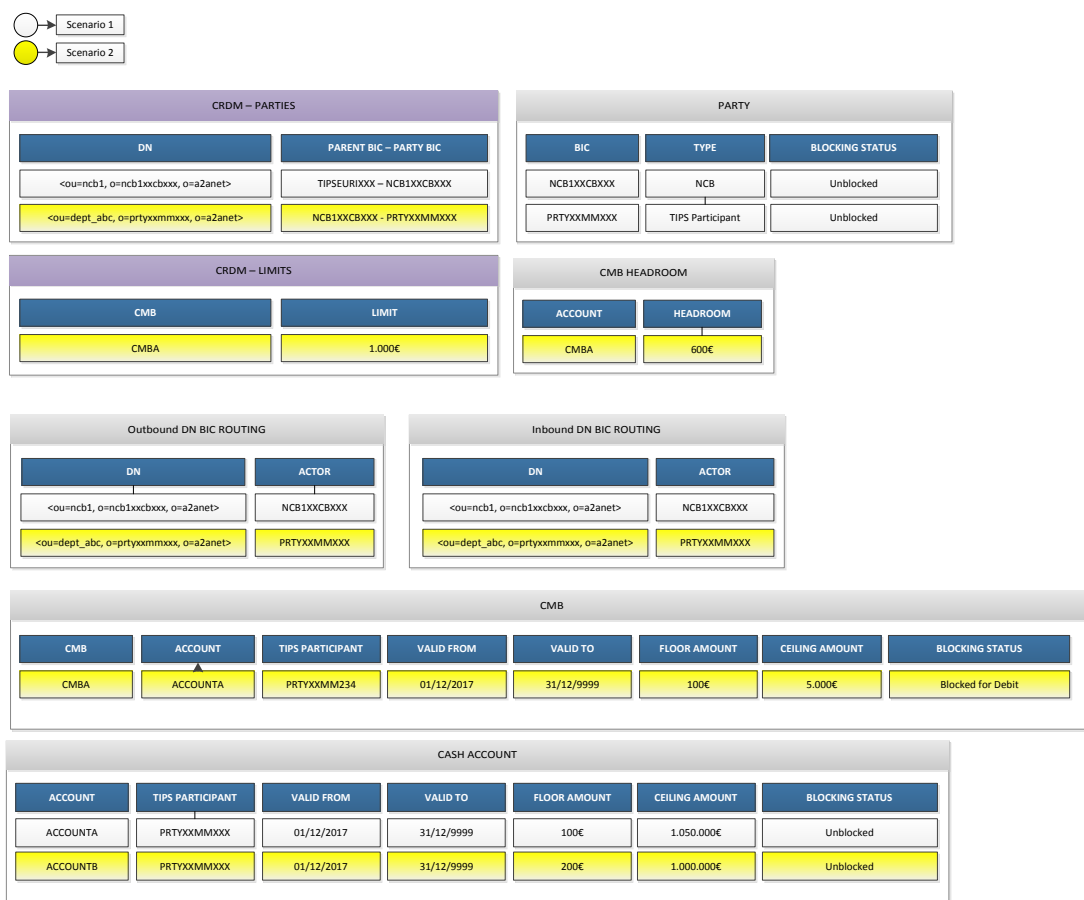 Scenario 1
Scenario 2
CRDM – PARTIES
DN PARENT BIC – PARTY BIC
<ou=ncb1, o=ncb1xxcbxxx, o=a2anet> TIPSEURIXXX – NCB1XXCBXXX
<ou=dept_abc, o=prtyxxmmxxx, o=a2anet> NCB1XXCBXXX - PRTYXXMMXXX
PARTY
BIC TYPE BLOCKING STATUS
NCB1XXCBXXX NCB Unblocked
PRTYXXMMXXX TIPS Participant Unblocked
CRDM – LIMITS
CMB LIMIT
CMBA 1.000€
CMB HEADROOM
ACCOUNT HEADROOM
CMBA 600€
Outbound DN BIC ROUTING
DN ACTOR
<ou=ncb1, o=ncb1xxcbxxx, o=a2anet> NCB1XXCBXXX
<ou=dept_abc, o=prtyxxmmxxx, o=a2anet> PRTYXXMMXXX
Inbound DN BIC ROUTING
DN ACTOR
<ou=ncb1, o=ncb1xxcbxxx, o=a2anet> NCB1XXCBXXX
<ou=dept_abc, o=prtyxxmmxxx, o=a2anet> PRTYXXMMXXX
CMB
CMB ACCOUNT TIPS PARTICIPANT VALID FROM VALID TO FLOOR AMOUNT CEILING AMOUNT BLOCKING STATUS
CMBA ACCOUNTA PRTYXXMM234 01/12/2017 31/12/9999 100€ 5.000€ Blocked for Debit
CASH ACCOUNT
ACCOUNT TIPS PARTICIPANT VALID FROM VALID TO FLOOR AMOUNT CEILING AMOUNT BLOCKING STATUS
ACCOUNTA PRTYXXMMXXX 01/12/2017 31/12/9999 100€ 1.050.000€ Unblocked
ACCOUNTB PRTYXXMMXXX 01/12/2017 31/12/9999 200€ 1.000.000€ Unblocked